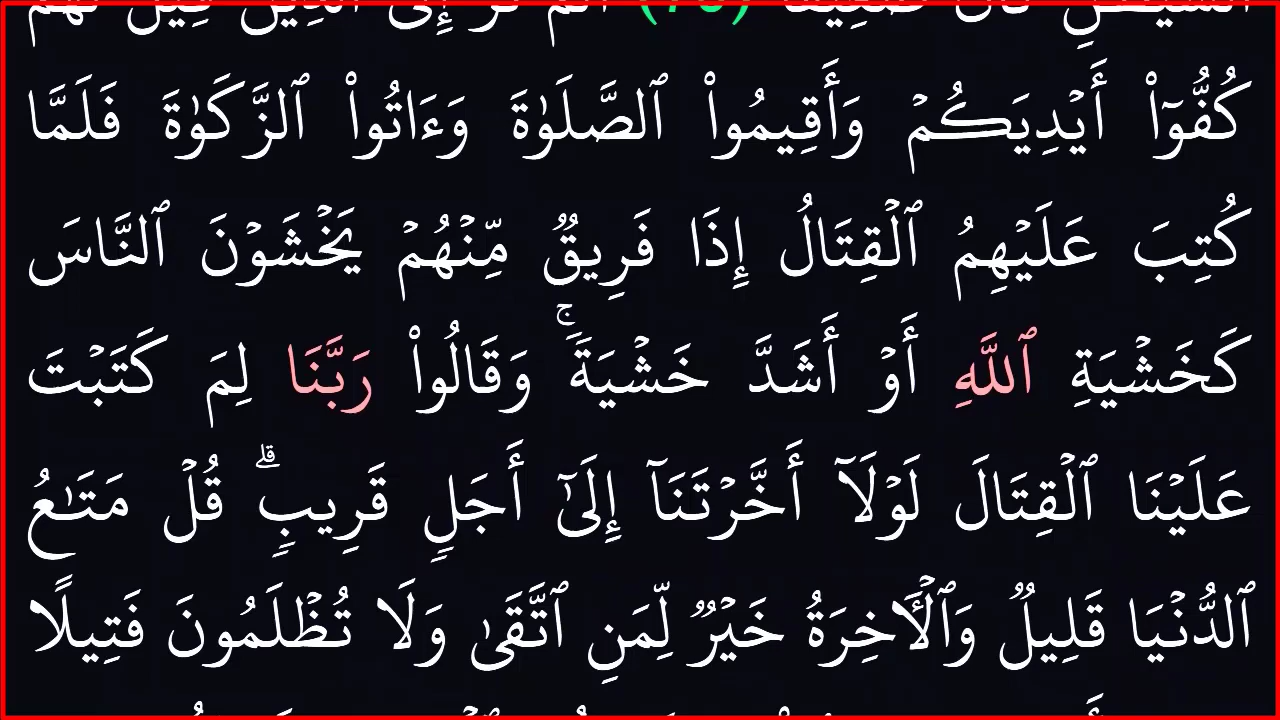 كُفُّوٓا۟ أَيْدِيَكُمْ وَأَقِيمُوا۟ ٱلصَّلَوٰةَ وَءَاتُوا۟ ٱلزَّكَوٰةَ فَلَمَّا
كُتِبَ عَلَيْهِمُ ٱلْقِتَالُ إِذَا فَرِيقٌ مِّنْهُمْ يَخْشَوْنَ ٱلنَّاسَ
كَخَشْيَةِ ٱللَّهِ أَوْ أَشَدَّ خَشْيَةً ۚ وَقَالُوا۟ رَبَّنَا لِمَ كَتَبْتَ
عَلَيْنَا ٱلْقِتَالَ لَوْلَآ أَخَّرْتَنَآ إِلَىٰٓ أَجَلٍ قَرِيبٍ ۗ قُلْ مَتَـٰعُ
ٱلدُّنْيَا قَلِيلٌ وَٱلْـَٔاخِرَةُ خَيْرٌ لِّمَنِ ٱتَّقَىٰ وَلَا تُظْلَمُونَ فَتِيلًا